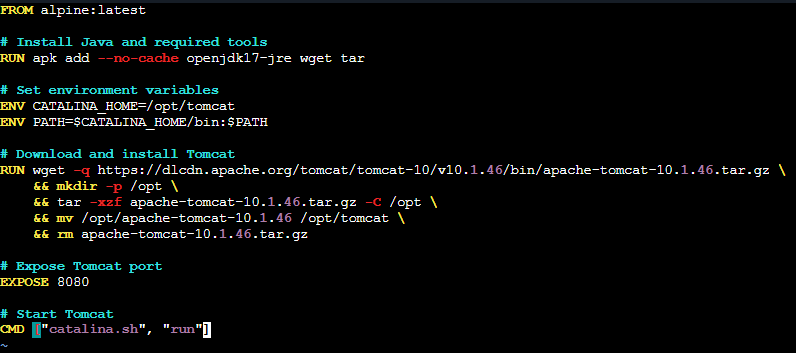 FROM alpine:latest
# Install Java and required tools
RUN apk add --no-cache openjdk17-jre wget tar
# Set environment variables
ENV CATALINA_HOME=/opt/tomcat
ENV PATH=$CATALINA_HOME/bin:$PATH
# Download and install Tomcat
RUN wget -q https://dlcdn.apache.org/tomcat/tomcat-10/v10.1.46/bin/apache-tomcat-10.1.46.tar.gz \
    && mkdir -p /opt \
    && tar -xzf apache-tomcat-10.1.46.tar.gz -C /opt \
    && mv /opt/apache-tomcat-10.1.46 /opt/tomcat \
    && rm apache-tomcat-10.1.46.tar.gz
# Expose Tomcat port
EXPOSE 8080
# Start Tomcat
CMD ["catalina.sh", "run"]
~